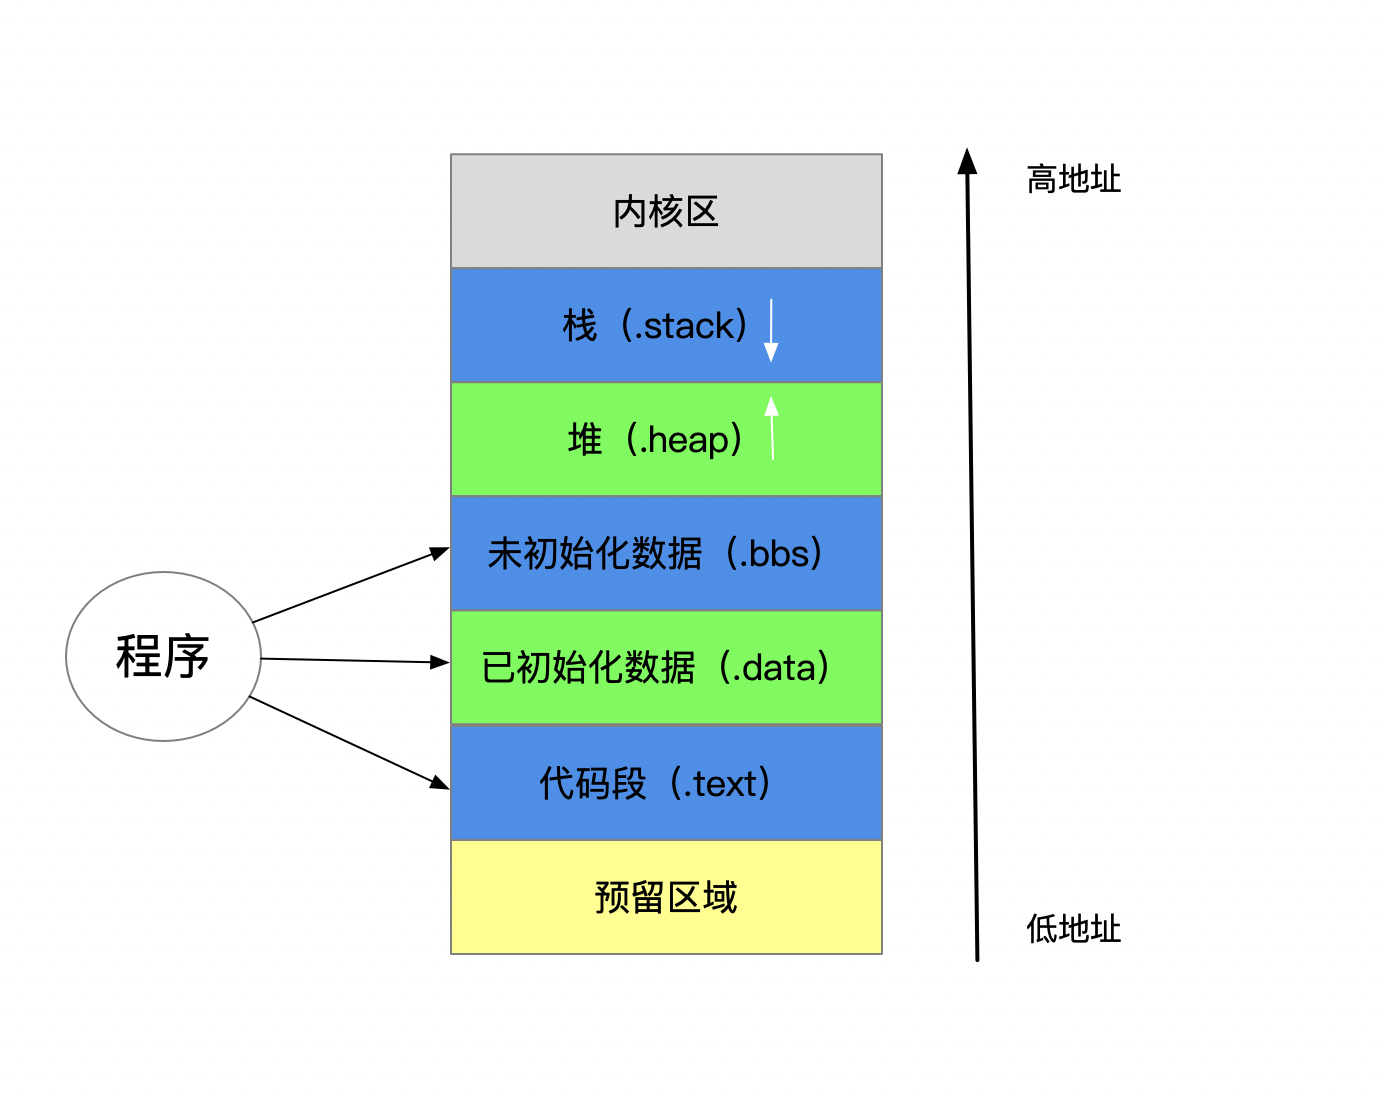 内核区
高地址
栈（.stack）
堆（.heap）
未初始化数据（.bbs）
程序
已初始化数据（.data）
代码段（.text）
预留区域
低地址